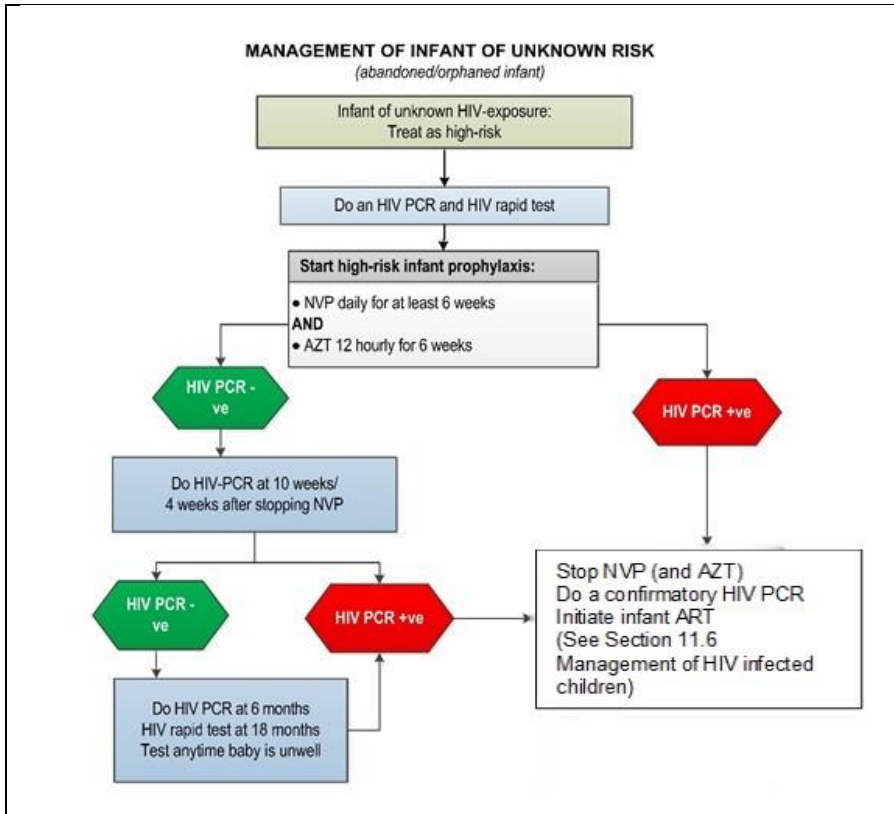 MANAGEMENT OF INFANT OF UNKNOWN RISK
(abandoned/orphaned infant)
Infant of unknown HIV-exposure:
Treat as high-risk
Do an HIV PCR and HIV rapid test
Start high-risk infant prophylaxis:
● NVP daily for at least 6 weeks
AND
● AZT 12 hourly for 6 weeks
HIV PCR -
ve
HIV PCR +ve
Do HIV-PCR at 10 weeks/
4 weeks after stopping NVP
HIV PCR -
ve
HIV PCR +ve
Stop NVP (and AZT)
Do a confirmatory HIV PCR
Initiate infant ART
(See Section 11.6
Management of HIV infected
children)
Do HIV PCR at 6 months
HIV rapid test at 18 months
Test anytime baby is unwell